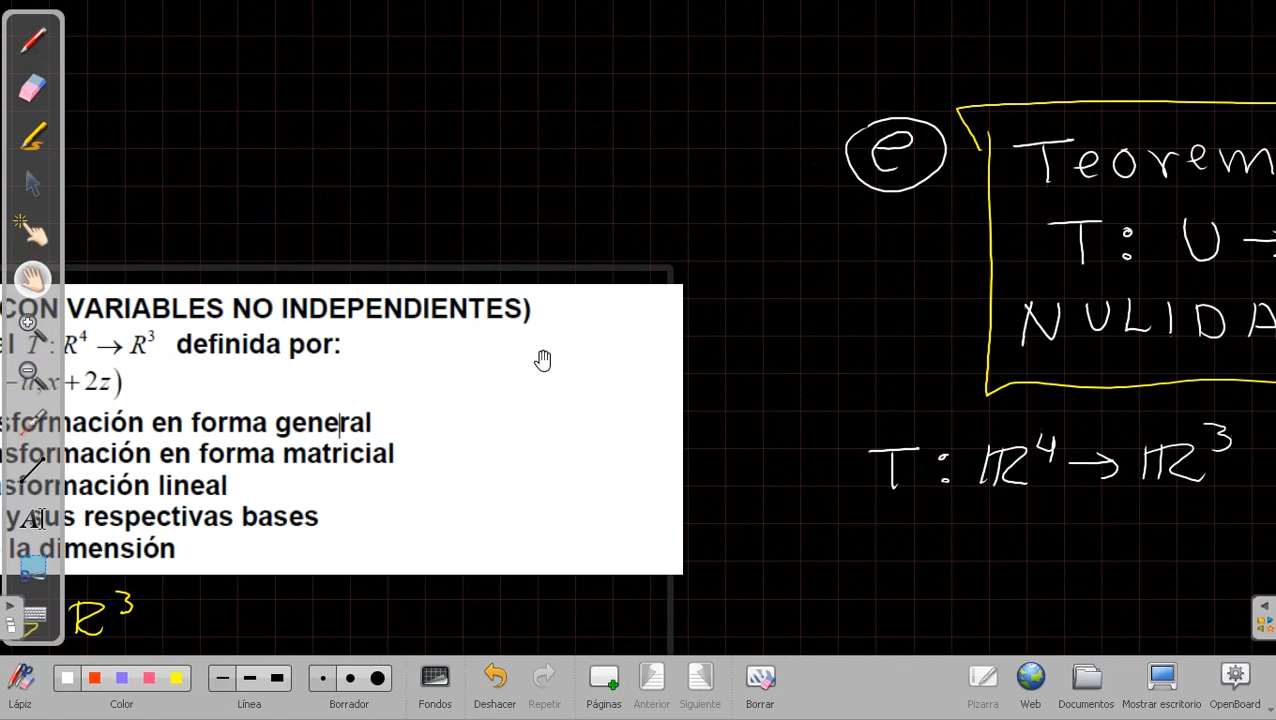 CON VARIABLES NO INDEPENDIENTES)
T : R⁴ → R³ definida por:
x + 2z)
sformación en forma general
sformación en forma matricial
sformación lineal
y sus respectivas bases
la dimensión
R³
e
Teorem
T : U →
NULIDA
T : ℝ⁴ → ℝ³
Lápiz
Color
Línea
Borrador
Fondos
Deshacer
Repetir
Páginas
Anterior
Siguiente
Borrar
Pizarra
Web
Documentos
Mostrar escritorio
OpenBoard